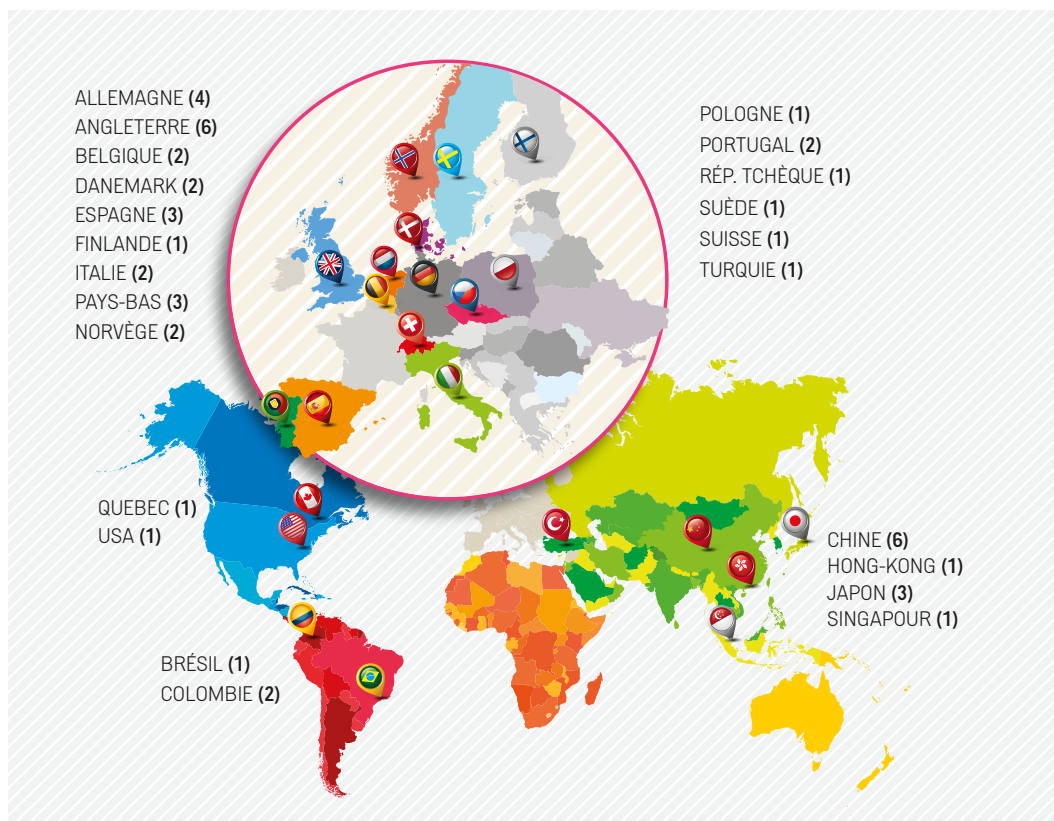 ALLEMAGNE (4)
ANGLETERRE (6)
BELGIQUE (2)
DANEMARK (2)
ESPAGNE (3)
FINLANDE (1)
ITALIE (2)
PAYS-BAS (3)
NORVÈGE (2)
POLOGNE (1)
PORTUGAL (2)
RÉP. TCHÈQUE (1)
SUÈDE (1)
SUISSE (1)
TURQUIE (1)
QUEBEC (1)
USA (1)
CHINE (6)
HONG-KONG (1)
JAPON (3)
SINGAPOUR (1)
BRÉSIL (1)
COLOMBIE (2)